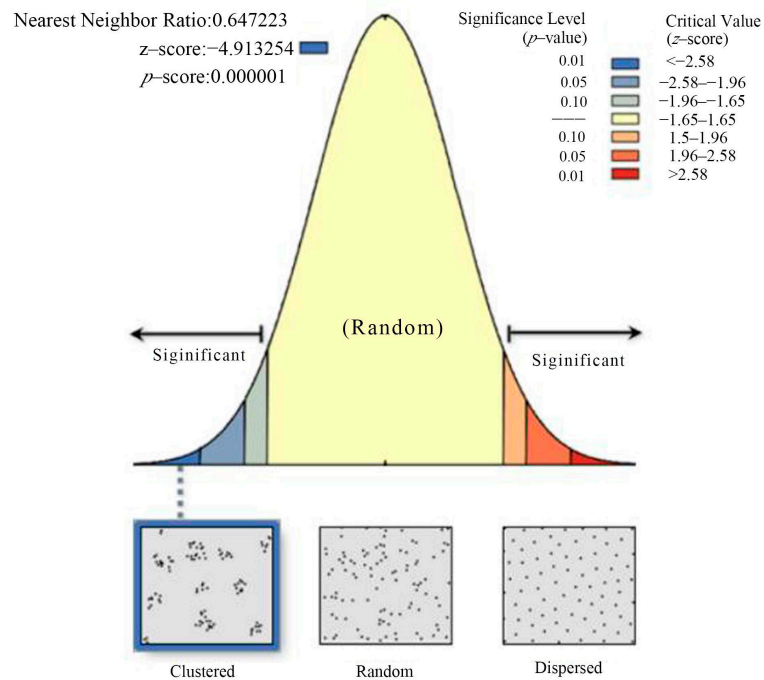 Nearest Neighbor Ratio:0.647223
z–score:−4.913254
p–score:0.000001
Significance Level
(p–value)
Critical Value
(z–score)
0.01 <−2.58
0.05 −2.58–−1.96
0.10 −1.96–−1.65
——— −1.65–1.65
0.10 1.5–1.96
0.05 1.96–2.58
0.01 >2.58
(Random)
Siginificant
Siginificant
Clustered
Random
Dispersed